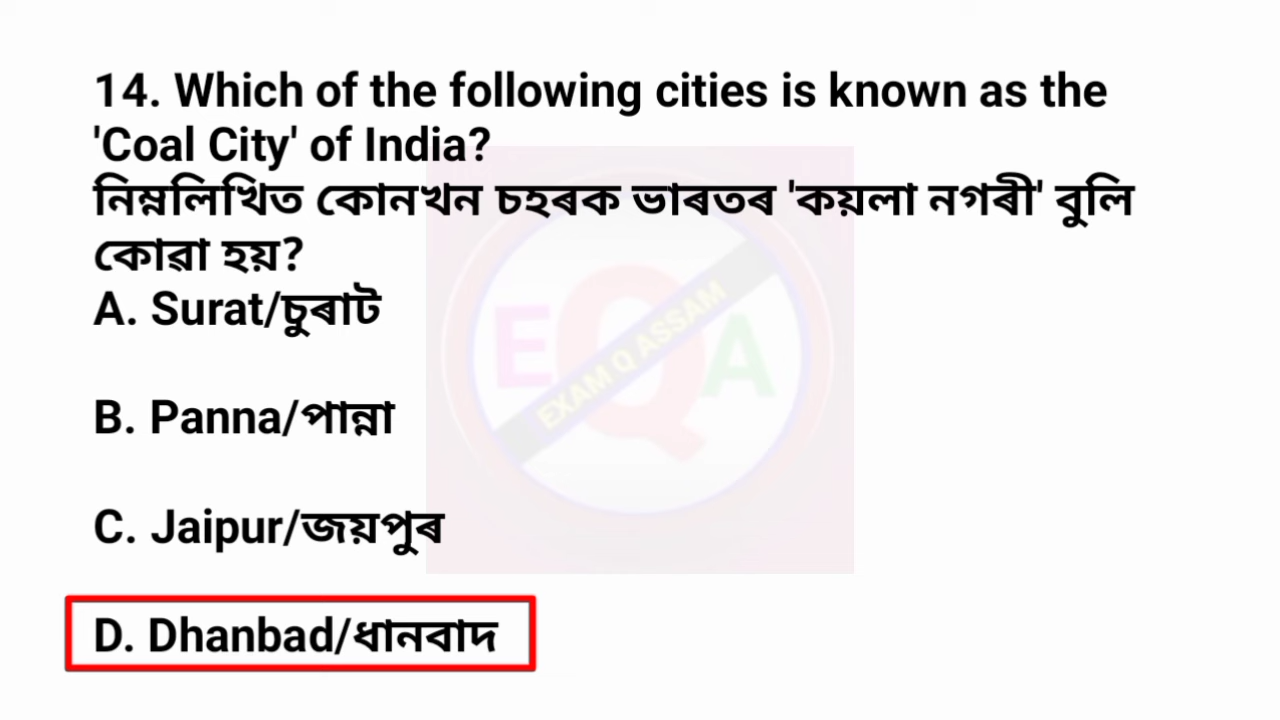 14. Which of the following cities is known as the
'Coal City' of India?
নিম্নলিখিত কোনখন চহৰক ভাৰতৰ 'কয়লা নগৰী' বুলি
কোৱা হয়?
A. Surat/চুৰাট
B. Panna/পান্না
EQA
EXAM Q ASSAM
C. Jaipur/জয়পুৰ
D. Dhanbad/ধানবাদ